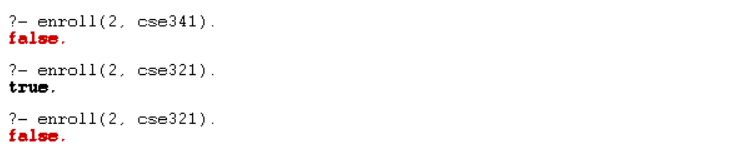 ?- enroll(2, cse341).
false.
?- enroll(2, cse321).
true.
?- enroll(2, cse321).
false.